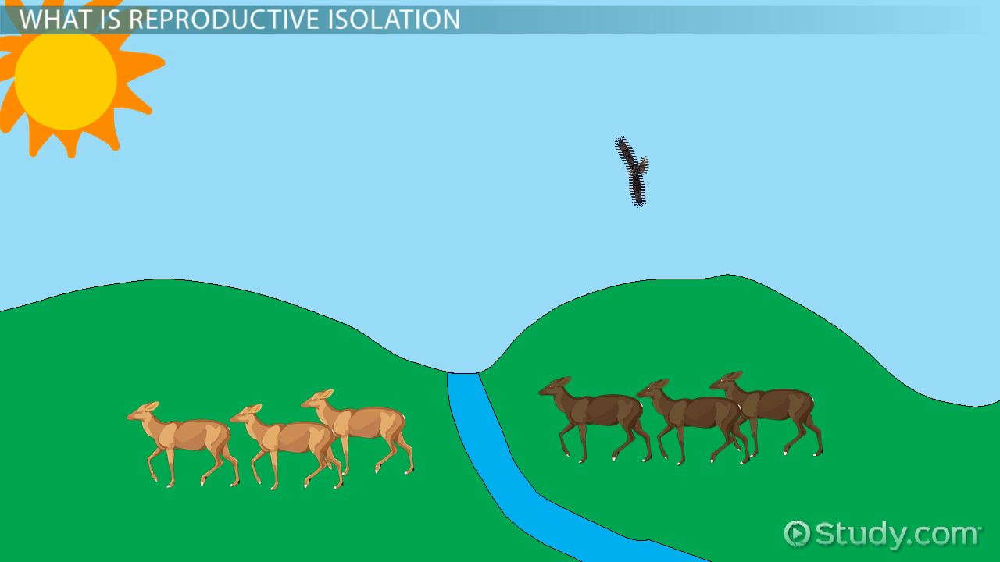 WHAT IS REPRODUCTIVE ISOLATION
Study.com